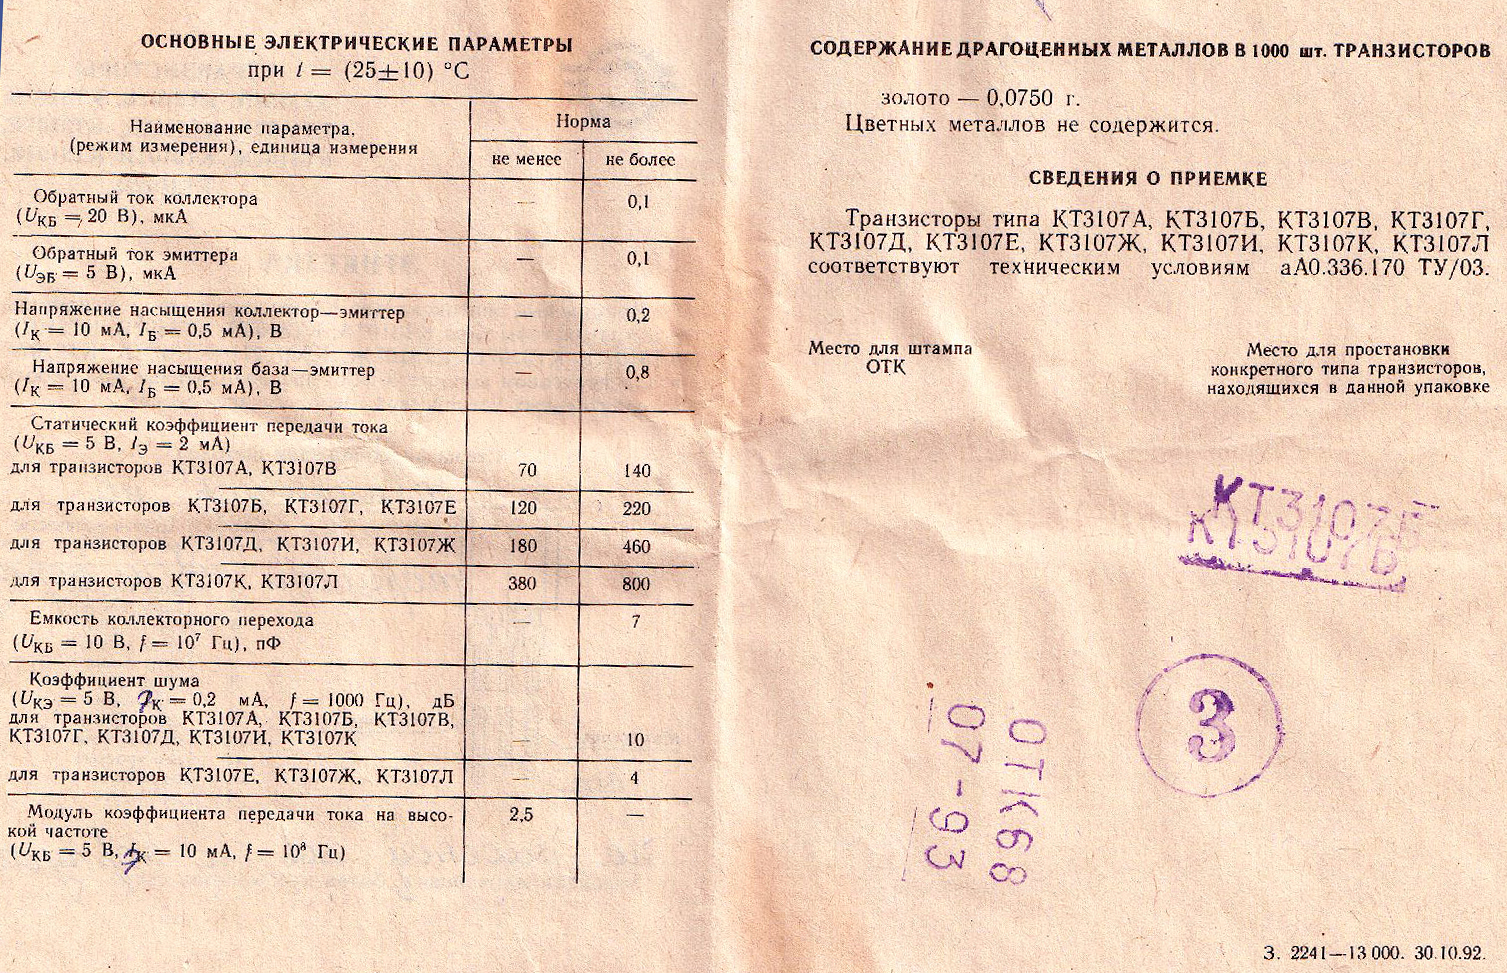 ОСНОВНЫЕ ЭЛЕКТРИЧЕСКИЕ ПАРАМЕТРЫ
при t = (25±10) °С
Наименование параметра, (режим измерения), единица измерения
Норма
не менее не более
Обратный ток коллектора — 0,1
(UКБ = 20 В), мкА
Обратный ток эмиттера — 0,1
(UЭБ = 5 В), мкА
Напряжение насыщения коллектор—эмиттер — 0,2
(IК = 10 мА, IБ = 0,5 мА), В
Напряжение насыщения база—эмиттер — 0,8
(IК = 10 мА, IБ = 0,5 мА), В
Статический коэффициент передачи тока
(UКБ = 5 В, IЭ = 2 мА)
для транзисторов КТ3107А, КТ3107В 70 140
для транзисторов КТ3107Б, КТ3107Г, КТ3107Е 120 220
для транзисторов КТ3107Д, КТ3107И, КТ3107Ж 180 460
для транзисторов КТ3107К, КТ3107Л 380 800
Емкость коллекторного перехода — 7
(UКБ = 10 В, f = 10⁷ Гц), пФ
Коэффициент шума
(UКЭ = 5 В, IК = 0,2 мА, f = 1000 Гц), дБ
для транзисторов КТ3107А, КТ3107Б, КТ3107В,
КТ3107Г, КТ3107Д, КТ3107И, КТ3107К — 10
для транзисторов КТ3107Е, КТ3107Ж, КТ3107Л — 4
Модуль коэффициента передачи тока на высо- 2,5 —
кой частоте
(UКБ = 5 В, = 10 мА, f = 10⁸ Гц)
СОДЕРЖАНИЕ ДРАГОЦЕННЫХ МЕТАЛЛОВ В 1000 шт. ТРАНЗИСТОРОВ
золото — 0,0750 г.
Цветных металлов не содержится.
СВЕДЕНИЯ О ПРИЕМКЕ
Транзисторы типа КТ3107А, КТ3107Б, КТ3107В, КТ3107Г,
КТ3107Д, КТ3107Е, КТ3107Ж, КТ3107И, КТ3107К, КТ3107Л
соответствуют техническим условиям аА0.336.170 ТУ/03.
Место для штампа
ОТК
Место для простановки
конкретного типа транзисторов,
находящихся в данной упаковке
КТ3107Б
3
ОТК68
07-93
З. 2241—13 000. 30.10.92.